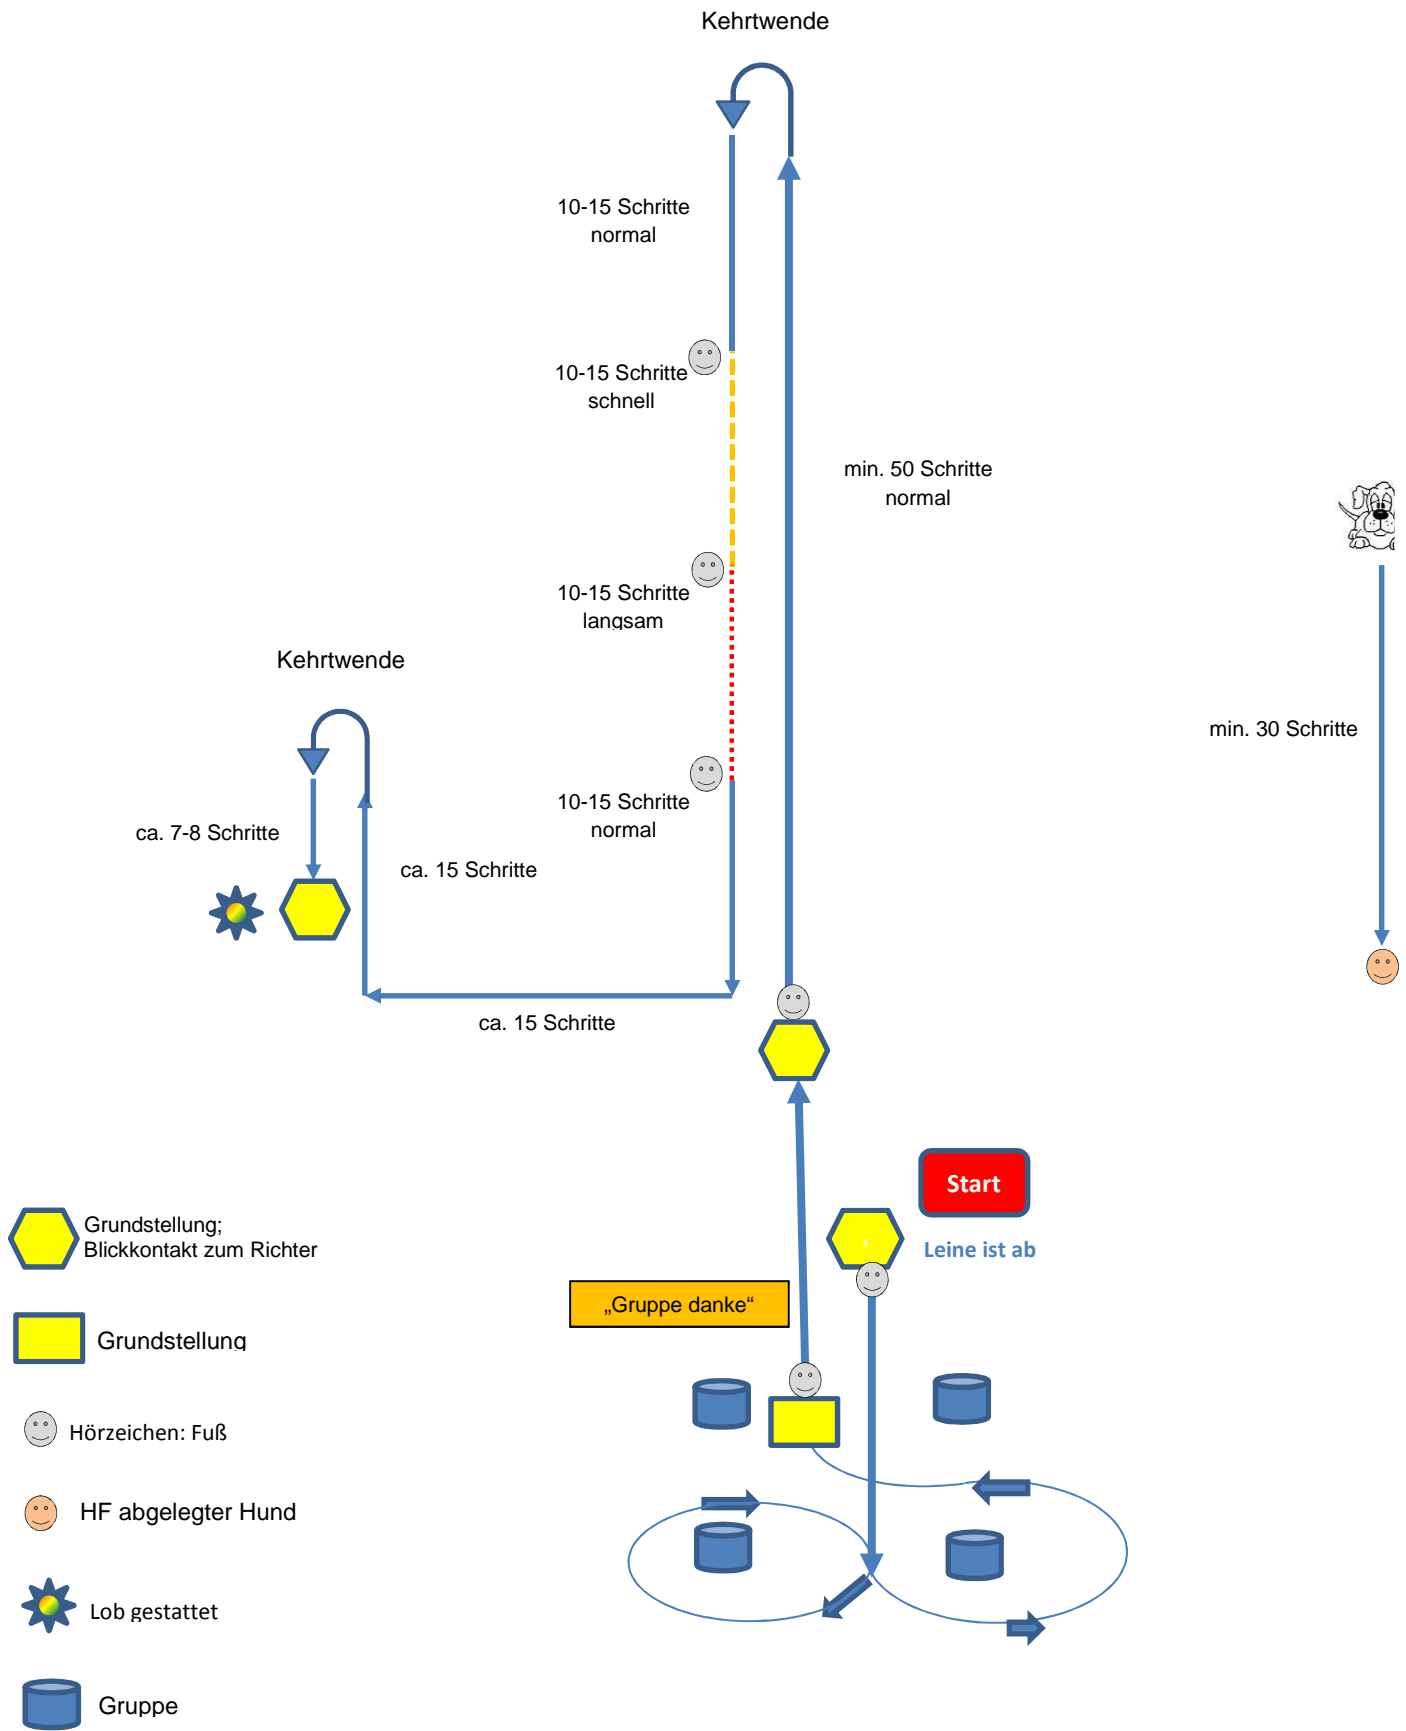 Kehrtwende
10-15 Schritte
normal
10-15 Schritte
schnell
min. 50 Schritte
normal
10-15 Schritte
langsam
Kehrtwende
min. 30 Schritte
10-15 Schritte
normal
ca. 7-8 Schritte
ca. 15 Schritte
ca. 15 Schritte
Start
Leine ist ab
Grundstellung;
Blickkontakt zum Richter
„Gruppe danke“
Grundstellung
Hörzeichen: Fuß
HF abgelegter Hund
Lob gestattet
Gruppe